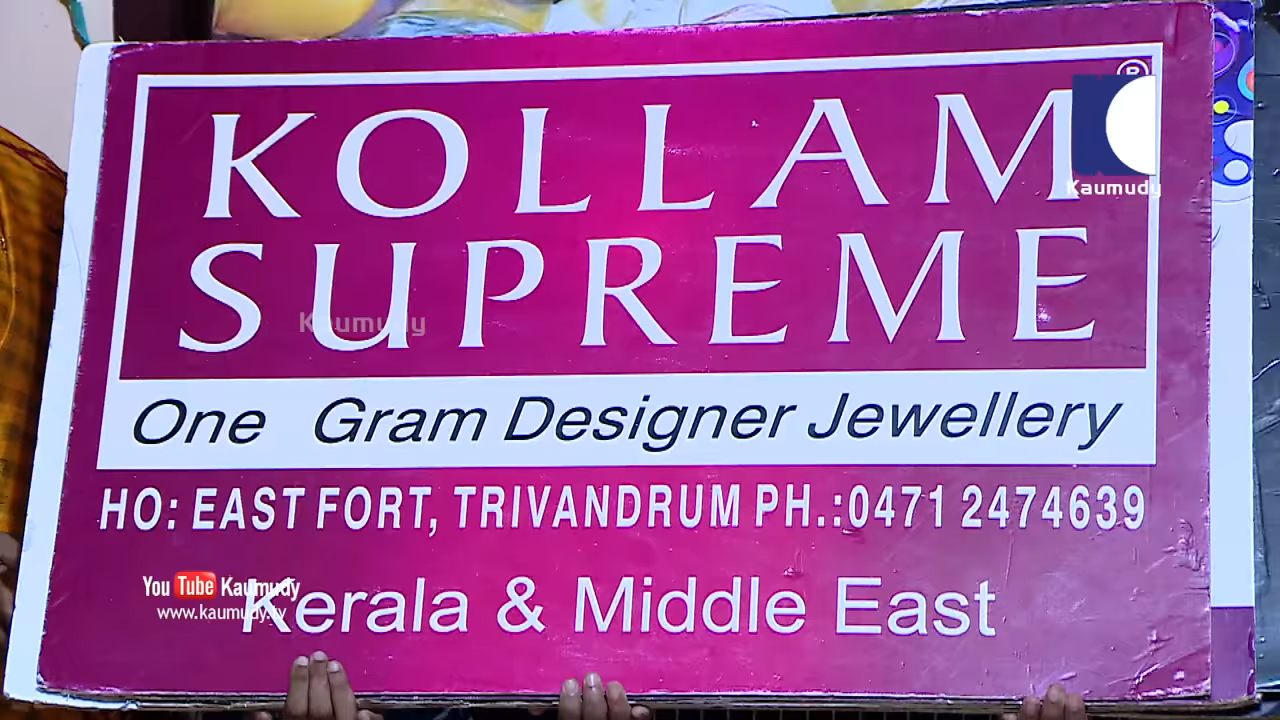 KOLLAM
®
Kaumudy
SUPREME
Kaumudy
One Gram Designer Jewellery
HO: EAST FORT, TRIVANDRUM PH.:0471 2474639
You Tube Kaumudy
www.kaumudy.tv
Kerala & Middle East